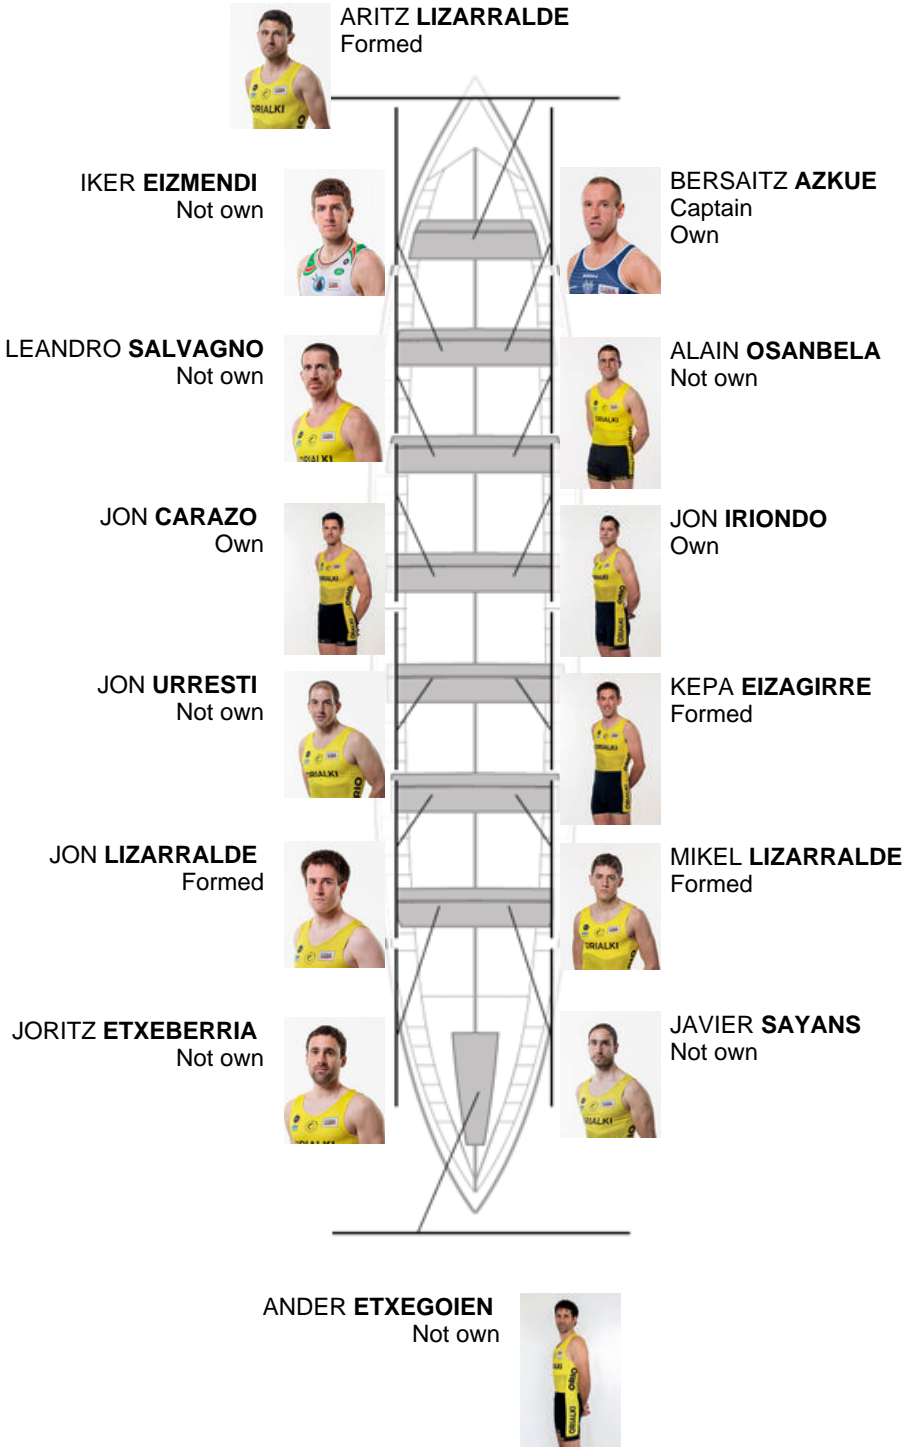 ARITZ LIZARRALDE
Formed
IKER EIZMENDI
Not own
BERSAITZ AZKUE
Captain
Own
LEANDRO SALVAGNO
Not own
ALAIN OSANBELA
Not own
JON CARAZO
Own
JON IRIONDO
Own
JON URRESTI
Not own
KEPA EIZAGIRRE
Formed
JON LIZARRALDE
Formed
MIKEL LIZARRALDE
Formed
JORITZ ETXEBERRIA
Not own
JAVIER SAYANS
Not own
ANDER ETXEGOIEN
Not own